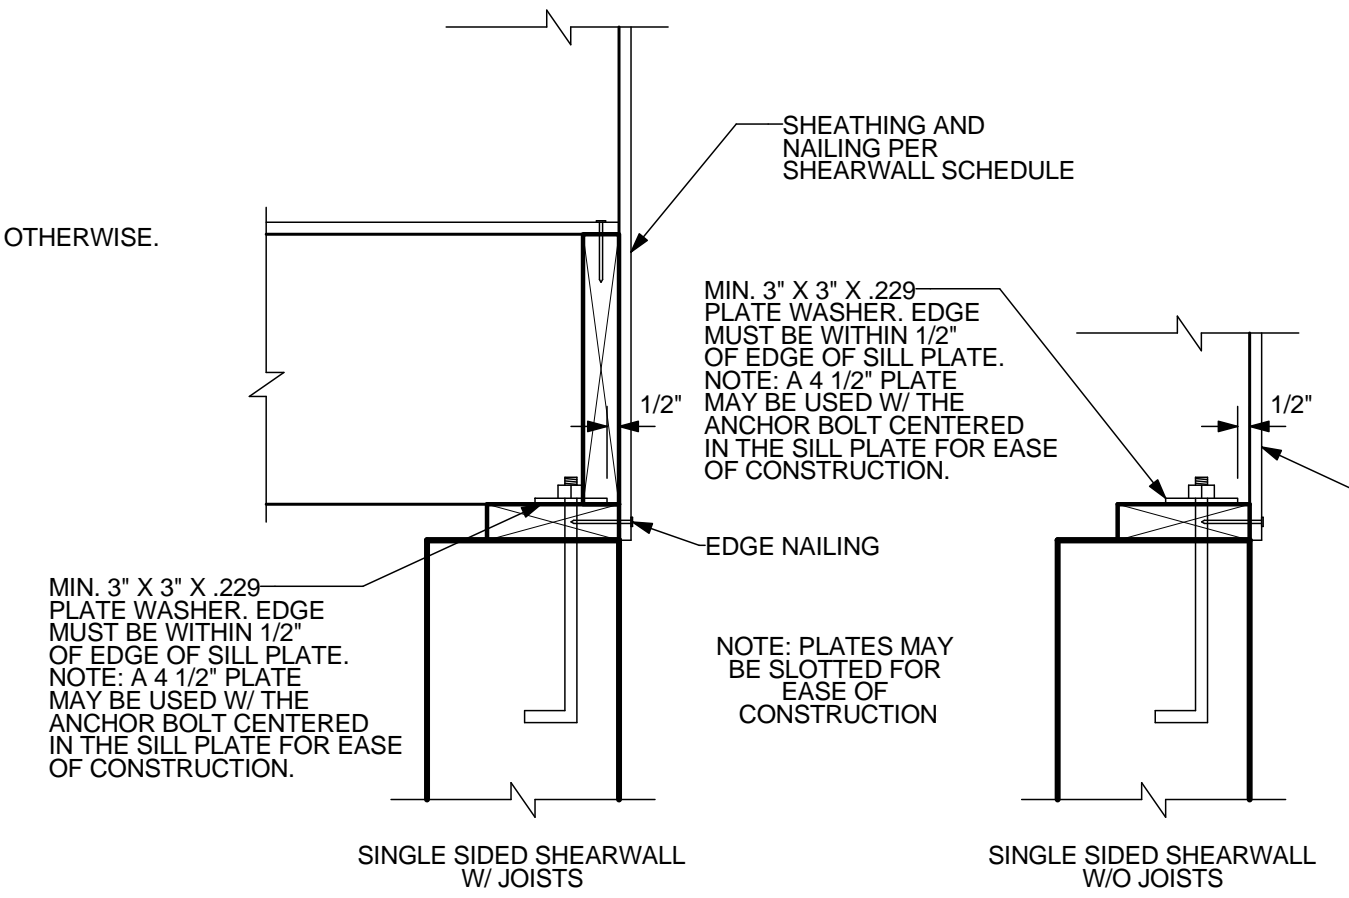 SHEATHING AND
NAILING PER
SHEARWALL SCHEDULE
OTHERWISE.
MIN. 3" X 3" X .229
PLATE WASHER. EDGE
MUST BE WITHIN 1/2"
OF EDGE OF SILL PLATE.
NOTE: A 4 1/2" PLATE
MAY BE USED W/ THE
ANCHOR BOLT CENTERED
IN THE SILL PLATE FOR EASE
OF CONSTRUCTION.
1/2"
1/2"
EDGE NAILING
MIN. 3" X 3" X .229
PLATE WASHER. EDGE
MUST BE WITHIN 1/2"
OF EDGE OF SILL PLATE.
NOTE: A 4 1/2" PLATE
MAY BE USED W/ THE
ANCHOR BOLT CENTERED
IN THE SILL PLATE FOR EASE
OF CONSTRUCTION.
NOTE: PLATES MAY
BE SLOTTED FOR
EASE OF
CONSTRUCTION
SINGLE SIDED SHEARWALL
W/ JOISTS
SINGLE SIDED SHEARWALL
W/O JOISTS